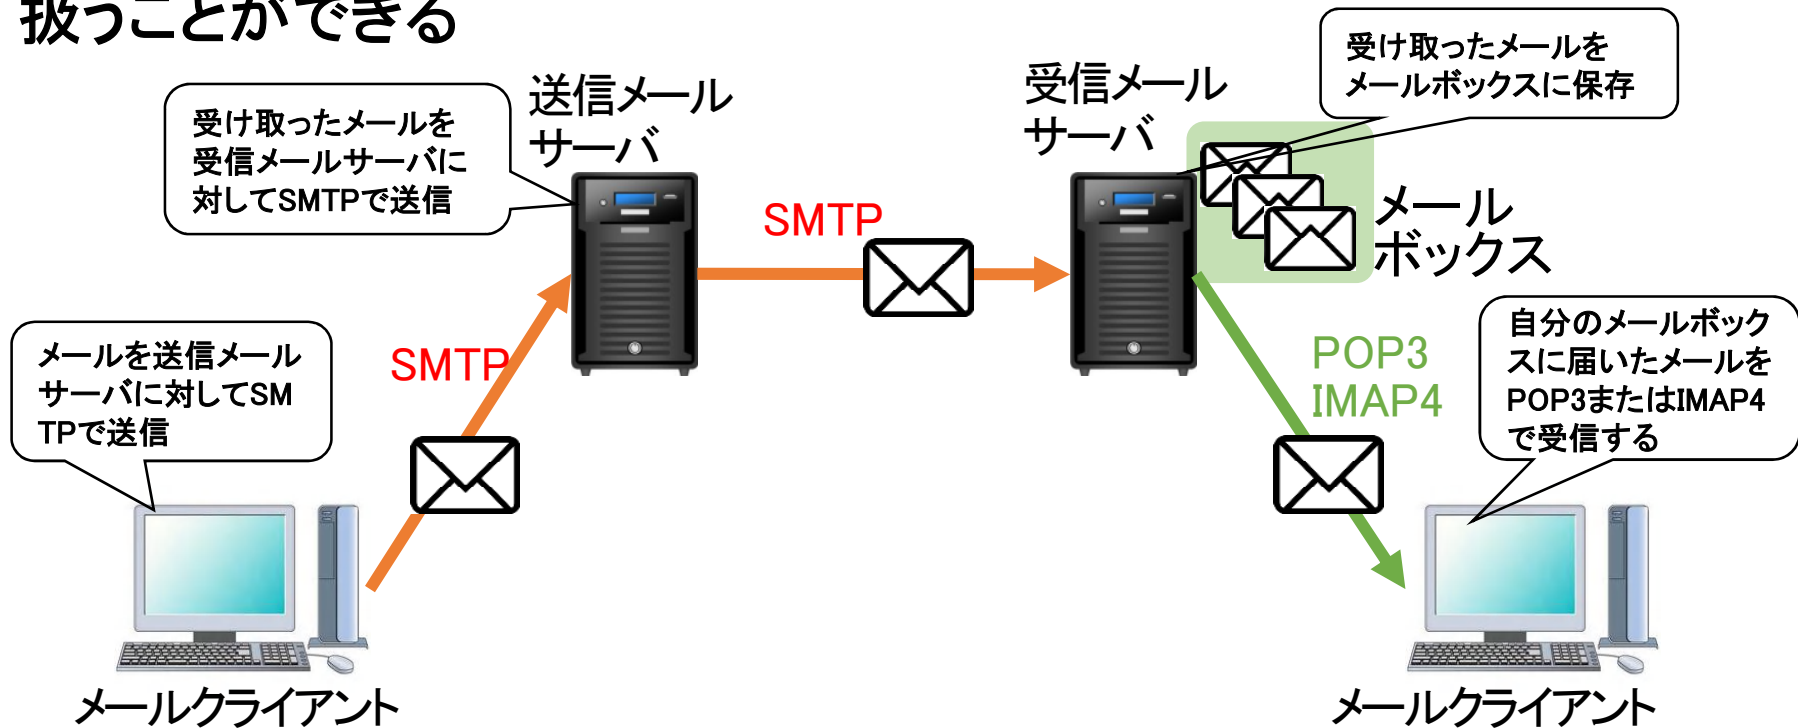 扱うことができる
受け取ったメールを
メールボックスに保存
送信メール
サーバ
受信メール
サーバ
受け取ったメールを
受信メールサーバに
対してSMTPで送信
SMTP
メール
ボックス
メールを送信メール
サーバに対してSM
TPで送信
SMTP
POP3
IMAP4
自分のメールボック
スに届いたメールを
POP3またはIMAP4
で受信する
メールクライアント
メールクライアント